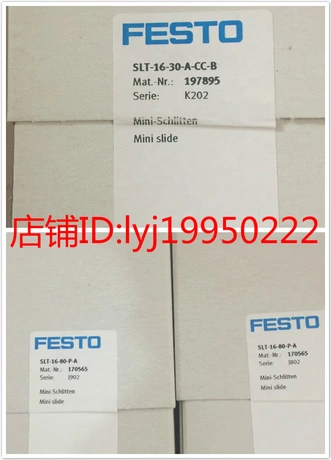 FESTO
SLT-16-30-A-CC-B
Mat.-Nr.: 197895
Serie: K202
Mini-Schlitten
Mini slide
店铺ID:lyj19950222
FESTO
SLT-16-80-P-A
Mat.-Nr.: 170565
Serie: J902
Mini-Schlitten
Mini slide
FESTO
SLT-16-80-P-A
Mat.-Nr.: 170565
Serie: J802
Mini-Schlitten
Mini slide